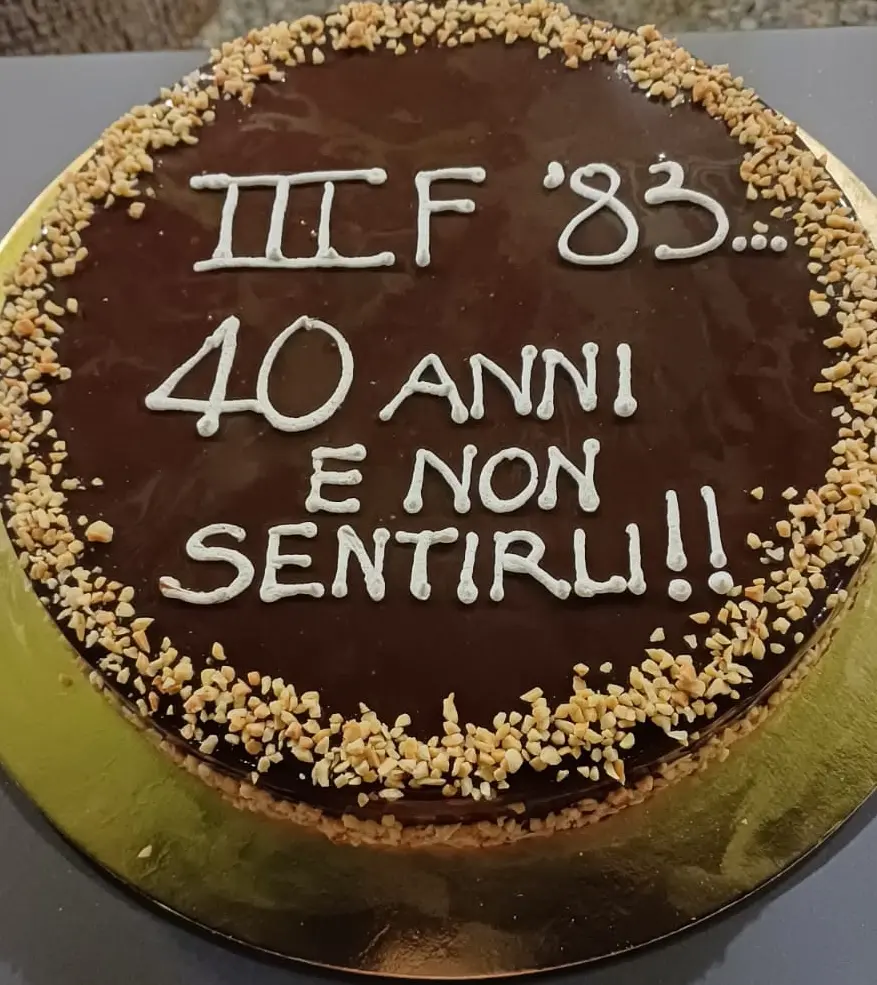 III F '83...
40 ANNI
E NON
SENTIRLI!!